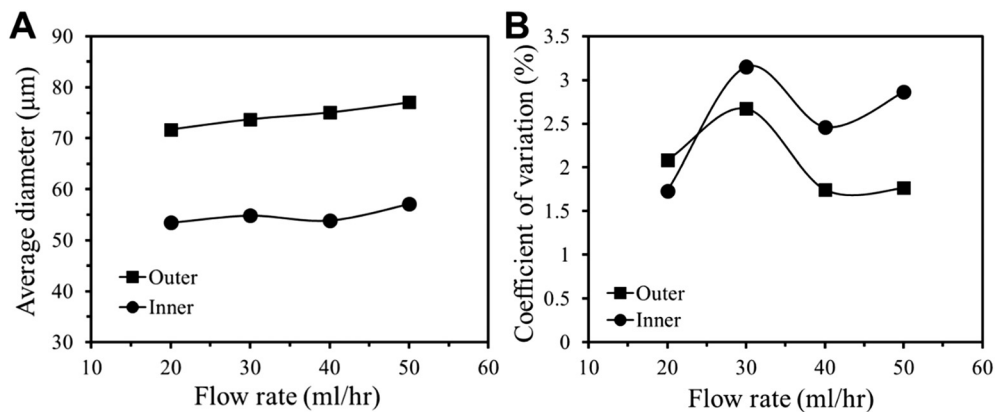 A
Average diameter (μm)
90
80
70
60
50
40
30
Outer
Inner
10 20 30 40 50 60
Flow rate (ml/hr)
B
Coefficient of variation (%)
3.5
3
2.5
2
1.5
1
0.5
0
Outer
Inner
10 20 30 40 50 60
Flow rate (ml/hr)